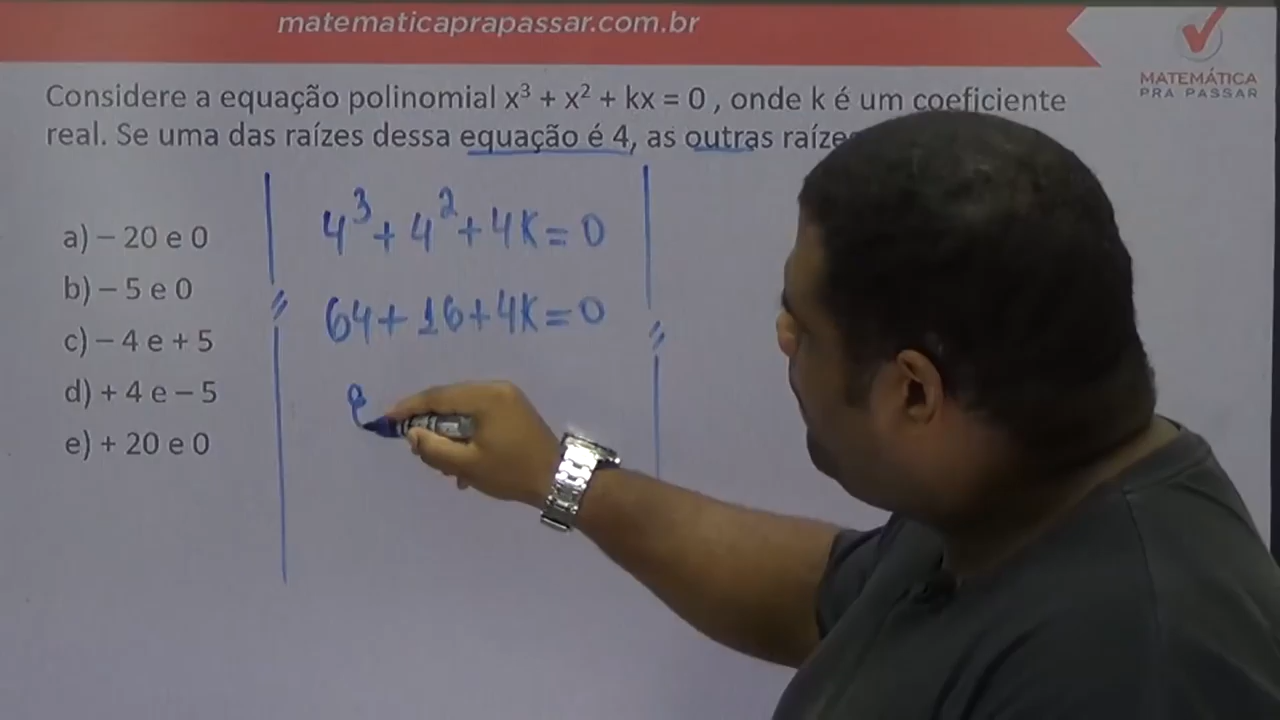 matematicaprapassar.com.br
MATEMÁTICA
PRA PASSAR
Considere a equação polinomial x³ + x² + kx = 0 , onde k é um coeficiente
real. Se uma das raízes dessa equação é 4, as outras raízes
a) – 20 e 0
b) – 5 e 0
c) – 4 e + 5
d) + 4 e – 5
e) + 20 e 0
4³ + 4² + 4K = 0
64 + 16 + 4K = 0